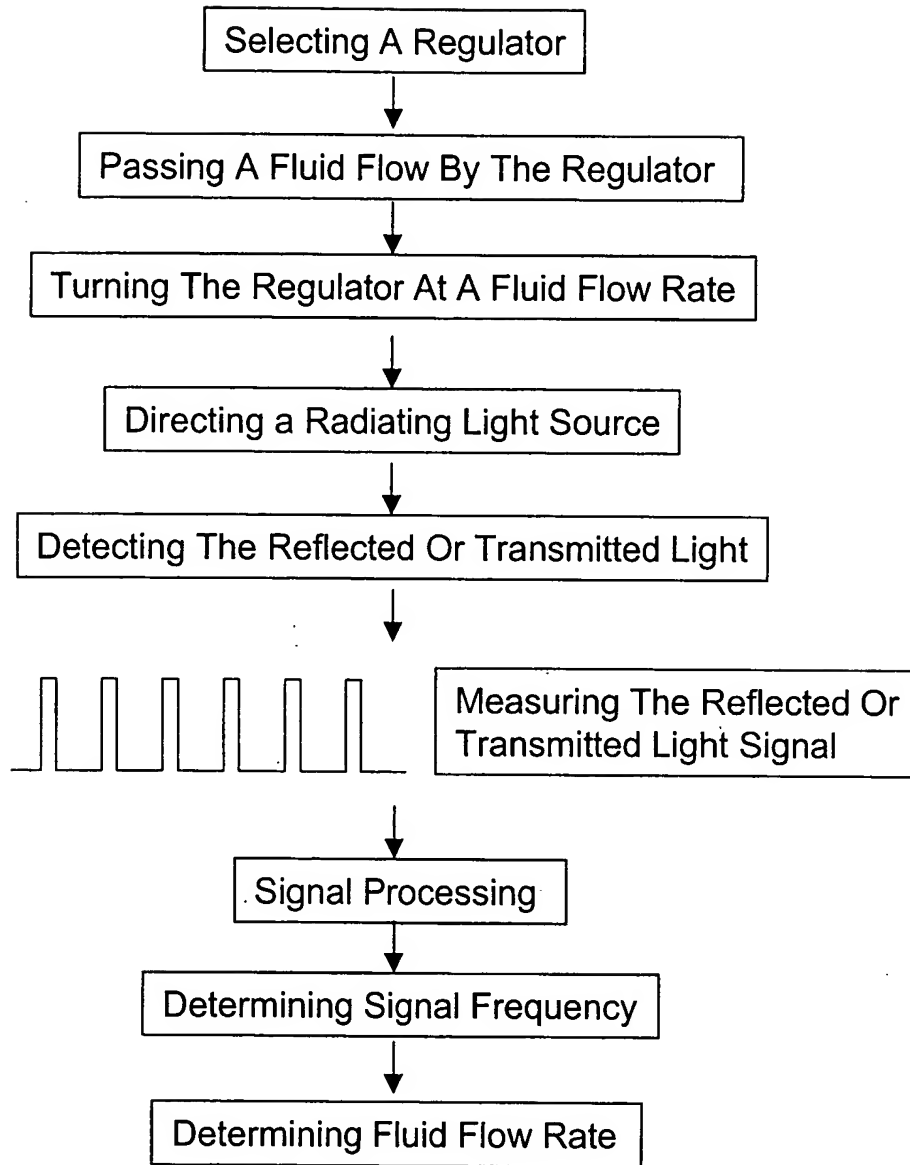 Selecting A Regulator
Passing A Fluid Flow By The Regulator
Turning The Regulator At A Fluid Flow Rate
Directing a Radiating Light Source
Detecting The Reflected Or Transmitted Light
Measuring The Reflected Or
Transmitted Light Signal
Signal Processing
Determining Signal Frequency
Determining Fluid Flow Rate